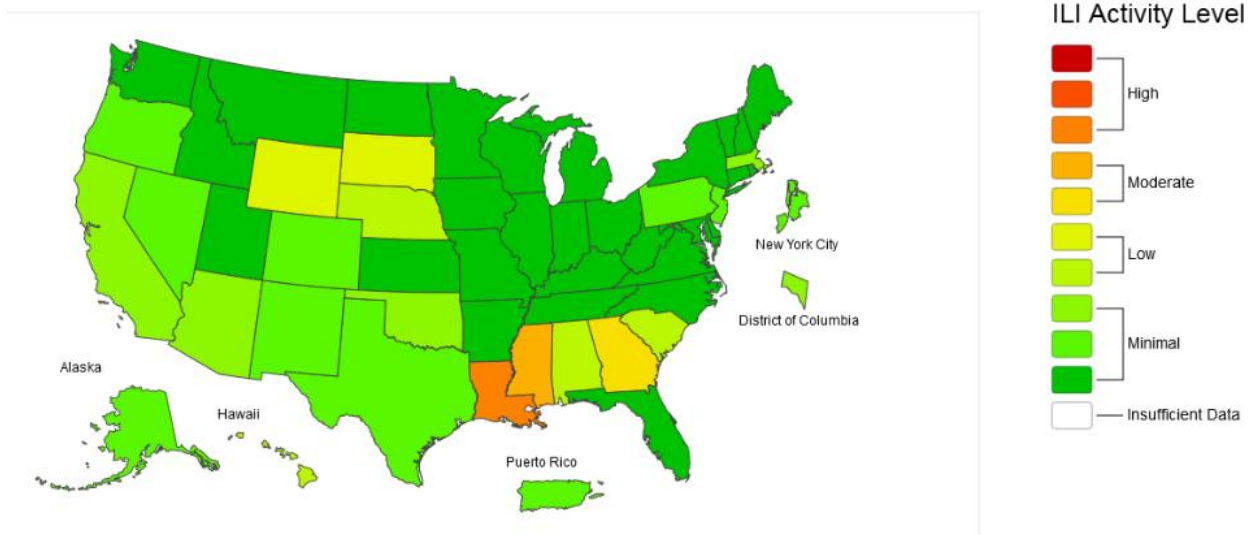 ILI Activity Level
High
Moderate
Low
Minimal
Insufficient Data
New York City
District of Columbia
Alaska
Hawaii
Puerto Rico